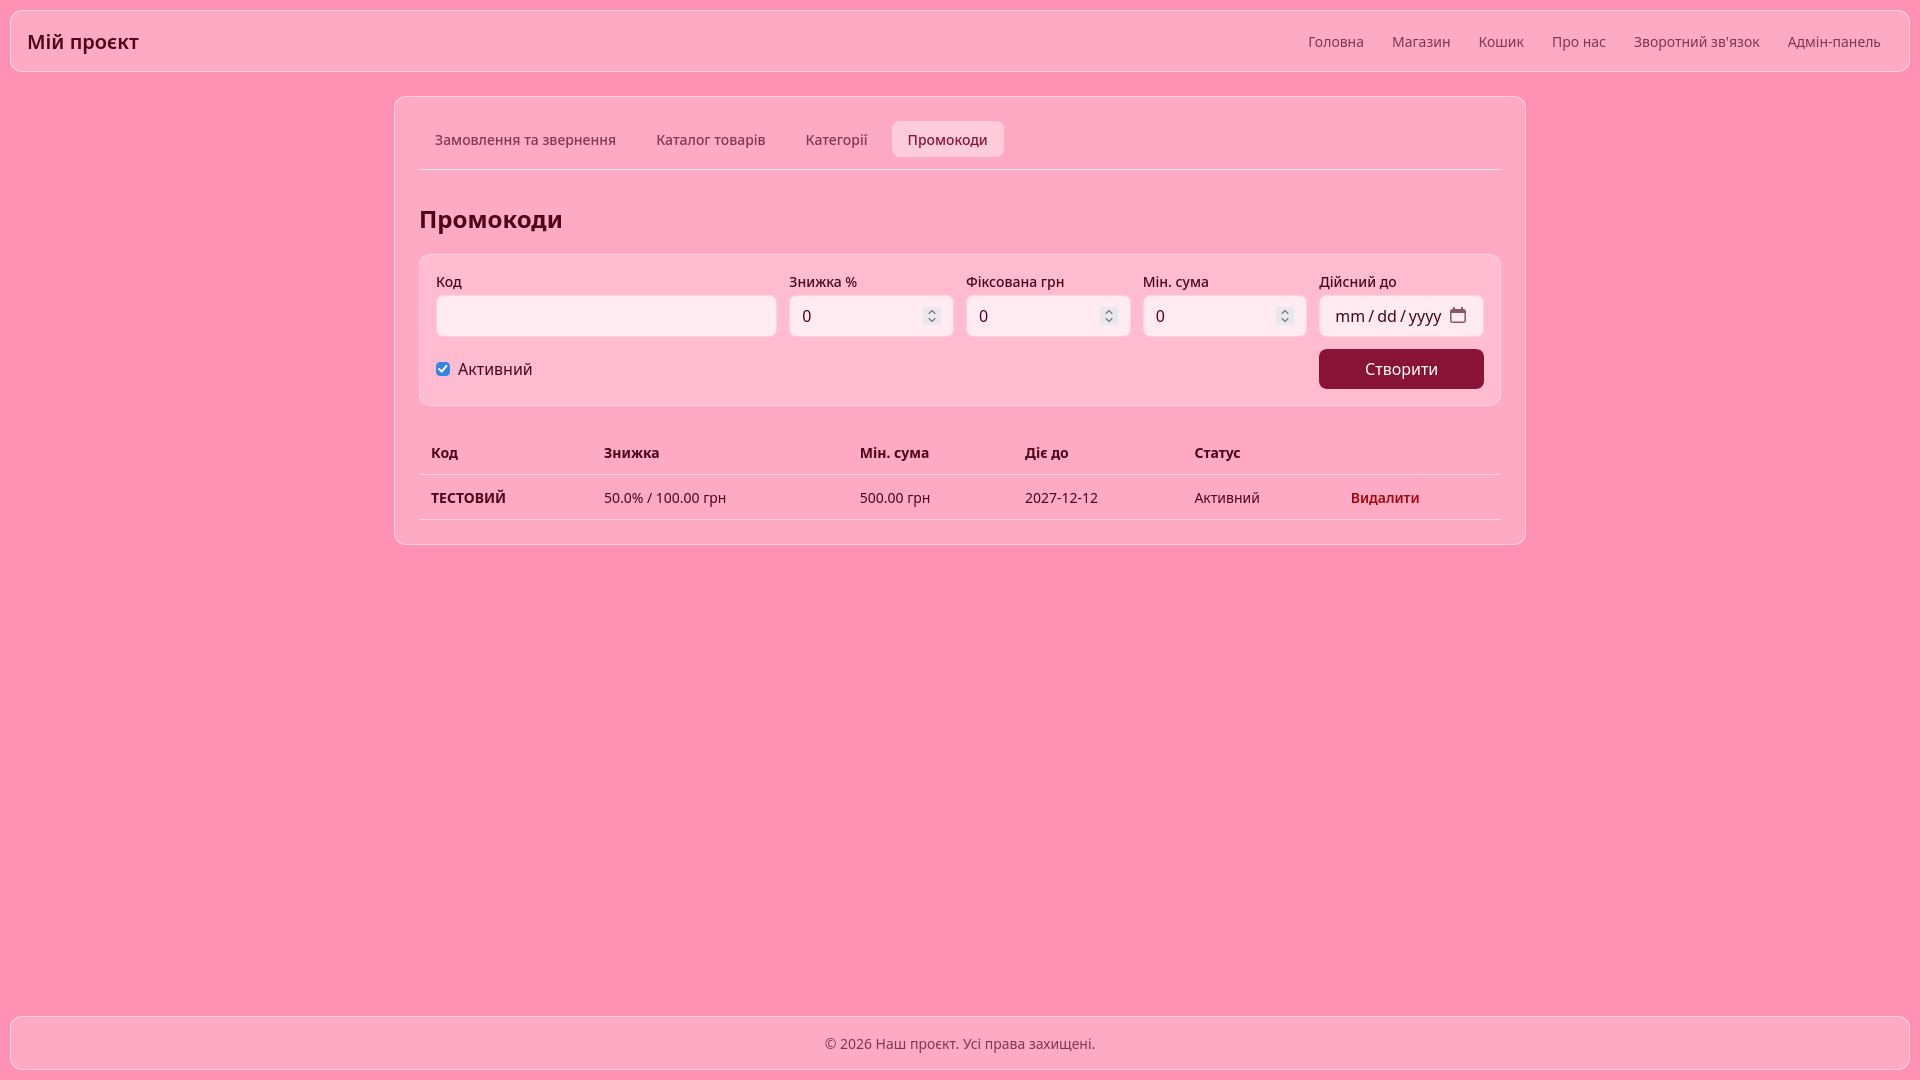 Мій проєкт
Головна Магазин Кошик Про нас Зворотний зв'язок Адмін-панель
Замовлення та звернення Каталог товарів Категорії Промокоди
Промокоди
Код Знижка % Фіксована грн Мін. сума Дійсний до
0 0 0 mm/dd/yyyy
Активний Створити
Код Знижка Мін. сума Діє до Статус
ТЕСТОВИЙ 50.0% / 100.00 грн 500.00 грн 2027-12-12 Активний Видалити
© 2026 Наш проєкт. Усі права захищені.